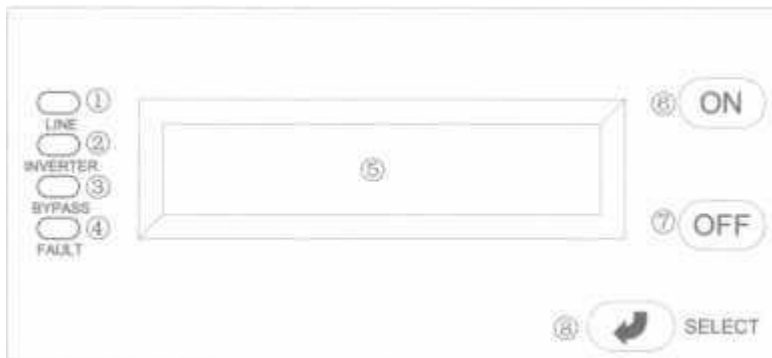 ①
LINE
②
INVERTER
③
BYPASS
④
FAULT
⑤
⑥ ON
⑦ OFF
⑧ SELECT